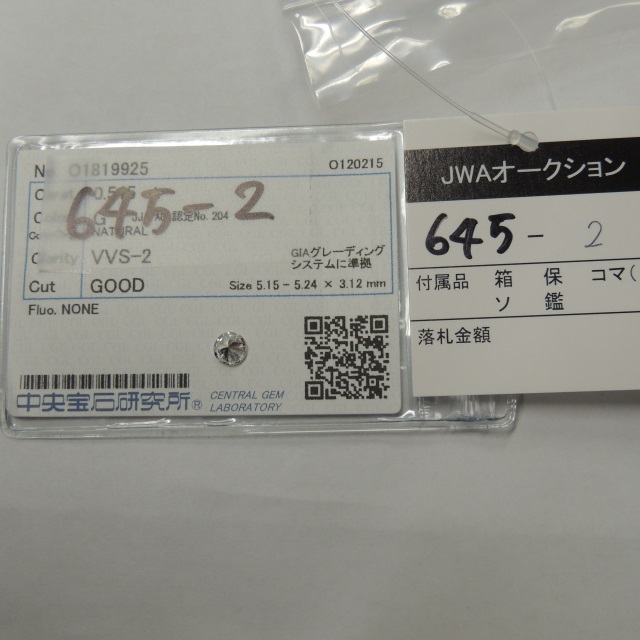 No. O1819925
O120215
645-2
認定No. 204
NATURAL
Clarity VVS-2
GIAグレーディング
システムに準拠
Cut GOOD
Size 5.15 - 5.24 × 3.12 mm
Fluo. NONE
中央宝石研究所®
CENTRAL GEM
LABORATORY
JWAオークション
645-2
付属品 箱 保 コマ(
ソ 鑑
落札金額